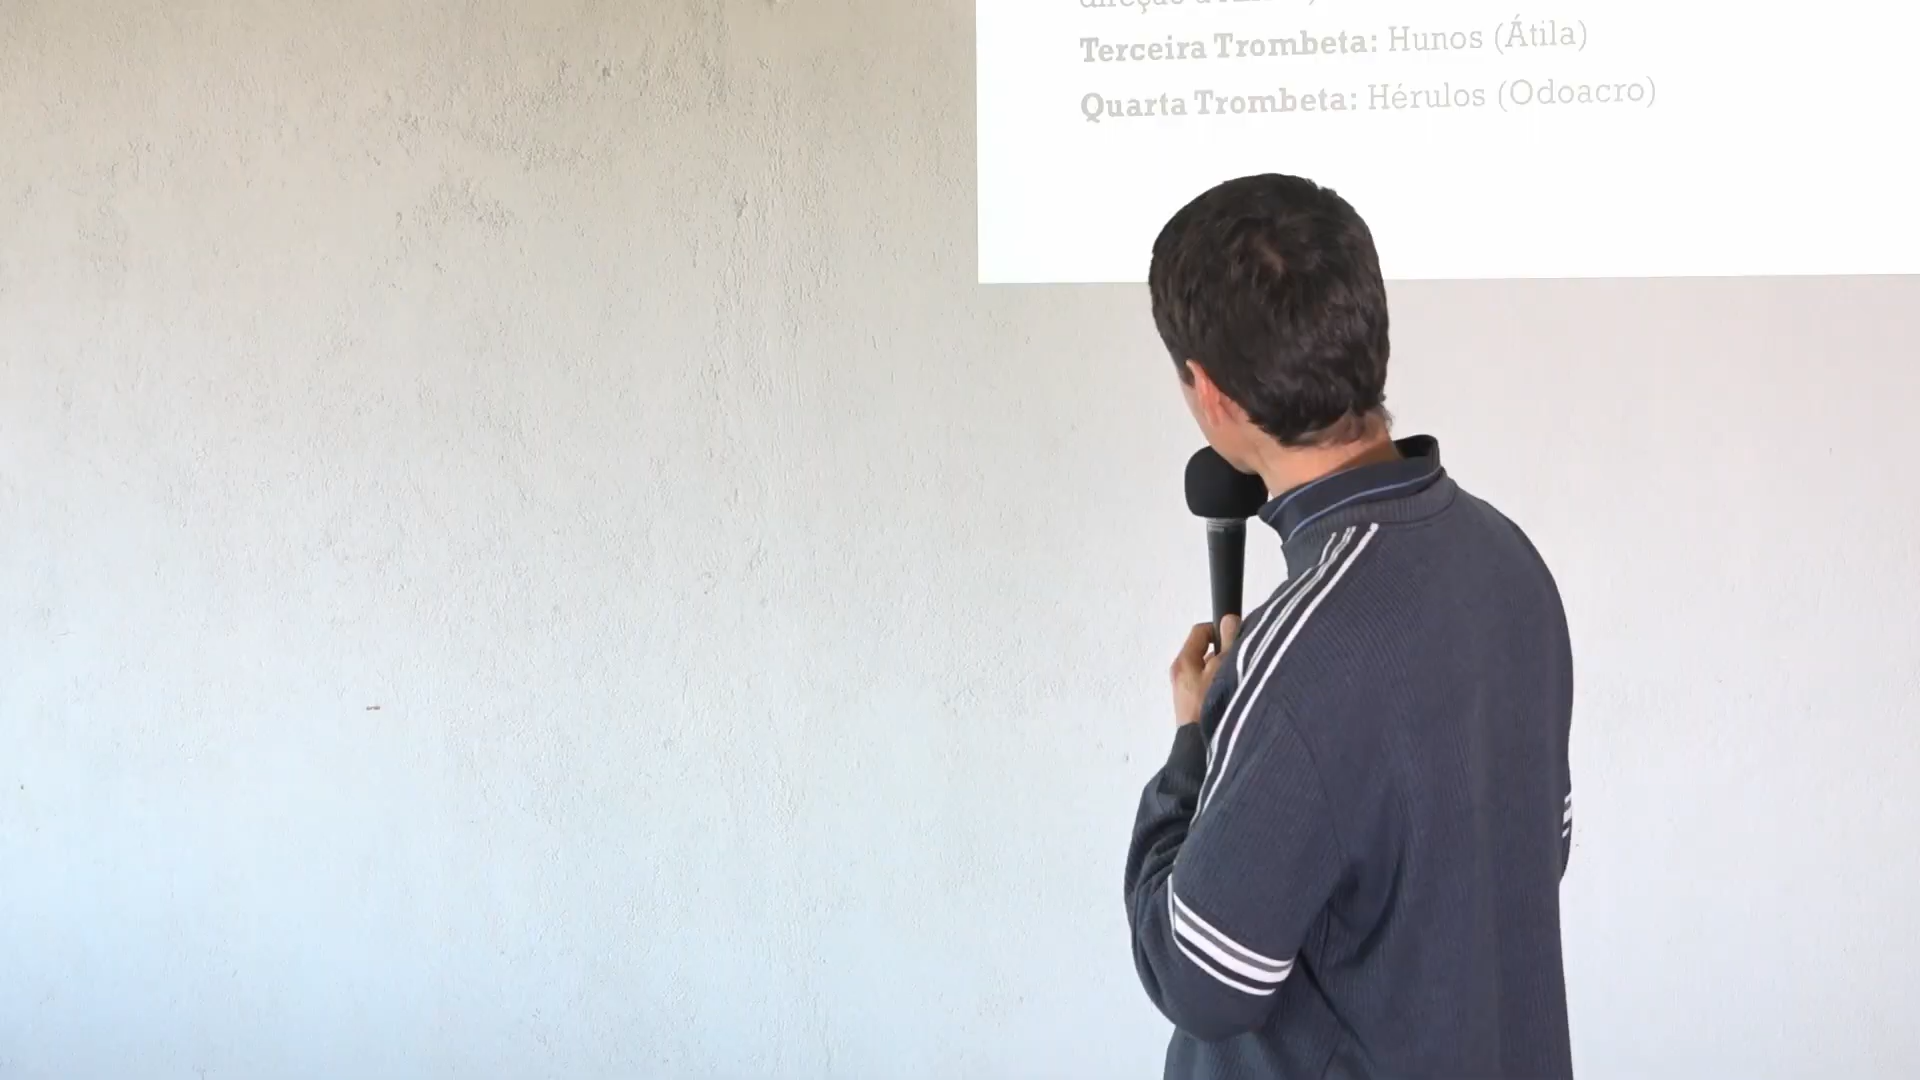 Terceira Trombeta: Hunos (Átila)
Quarta Trombeta: Hérulos (Odoacro)